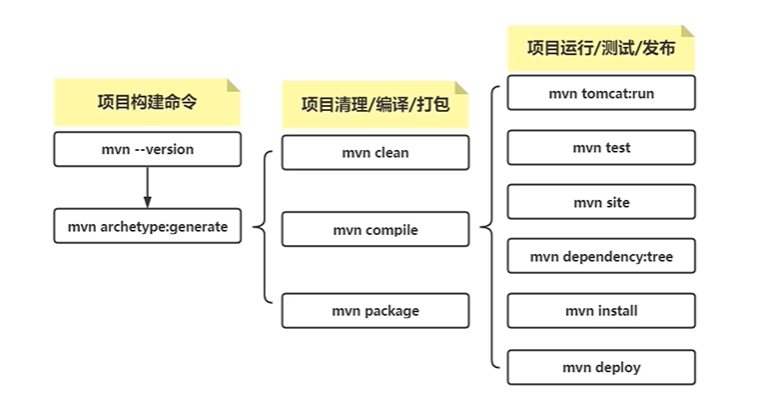 项目构建命令
mvn --version
mvn archetype:generate
项目清理/编译/打包
mvn clean
mvn compile
mvn package
项目运行/测试/发布
mvn tomcat:run
mvn test
mvn site
mvn dependency:tree
mvn install
mvn deploy